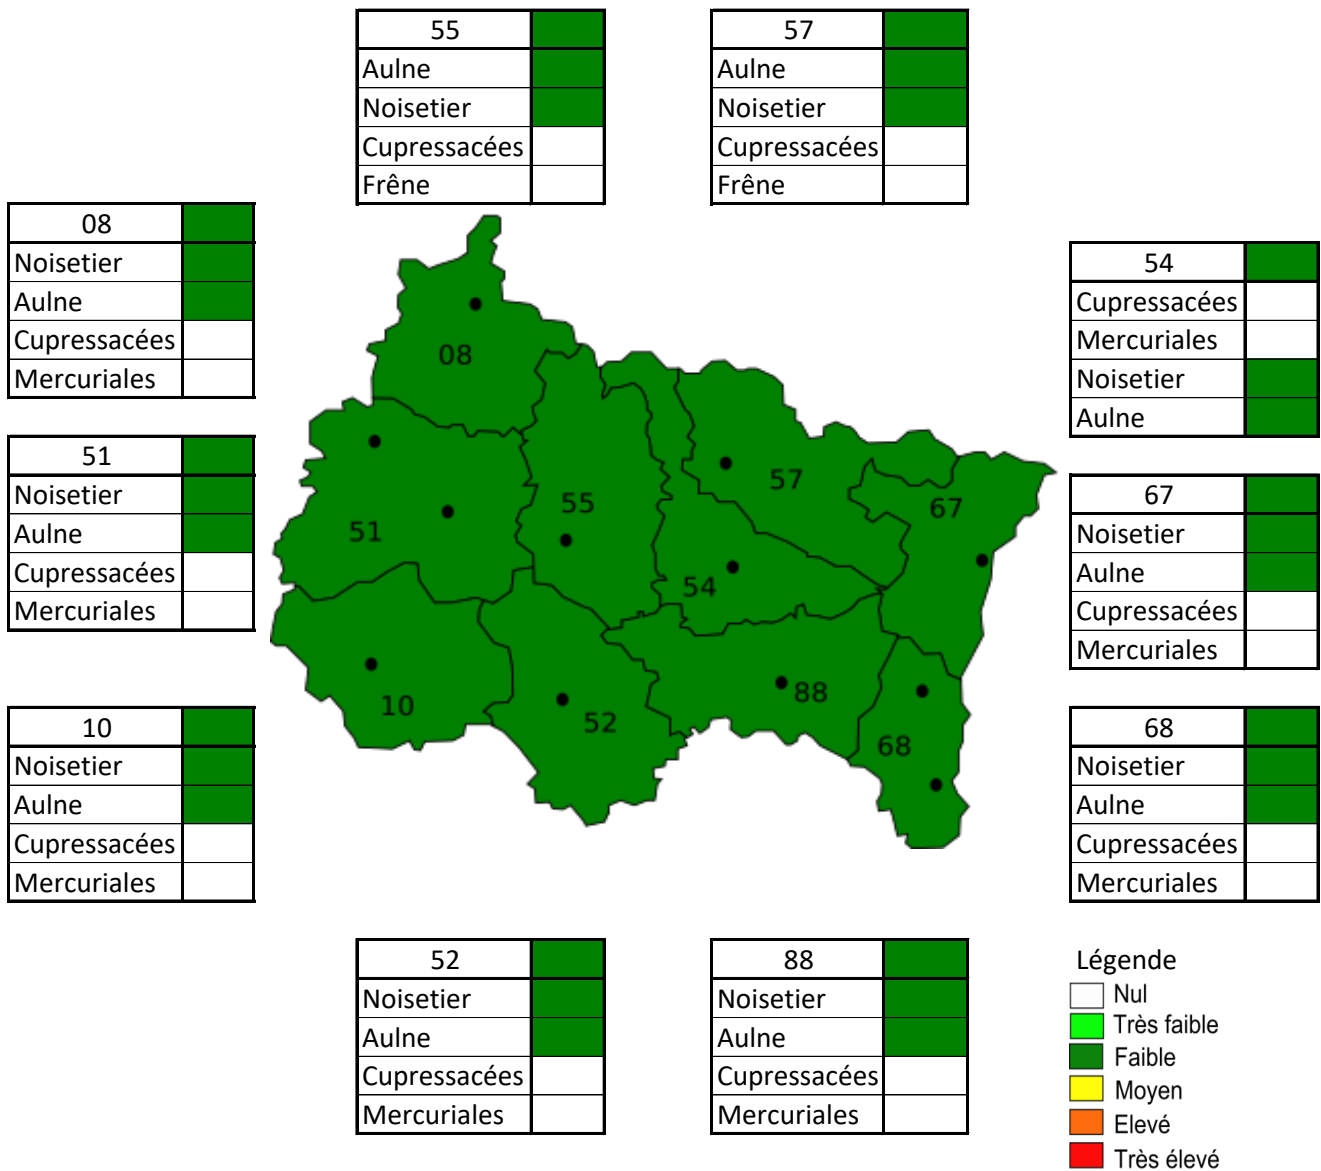 55
Aulne
Noisetier
Cupressacées
Frêne
57
Aulne
Noisetier
Cupressacées
Frêne
08
Noisetier
Aulne
Cupressacées
Mercuriales
54
Cupressacées
Mercuriales
Noisetier
Aulne
51
Noisetier
Aulne
Cupressacées
Mercuriales
67
Noisetier
Aulne
Cupressacées
Mercuriales
10
Noisetier
Aulne
Cupressacées
Mercuriales
68
Noisetier
Aulne
Cupressacées
Mercuriales
08
57
55
67
51
54
88
10
52
68
52
Noisetier
Aulne
Cupressacées
Mercuriales
88
Noisetier
Aulne
Cupressacées
Mercuriales
Légende
Nul
Très faible
Faible
Moyen
Elevé
Très élevé